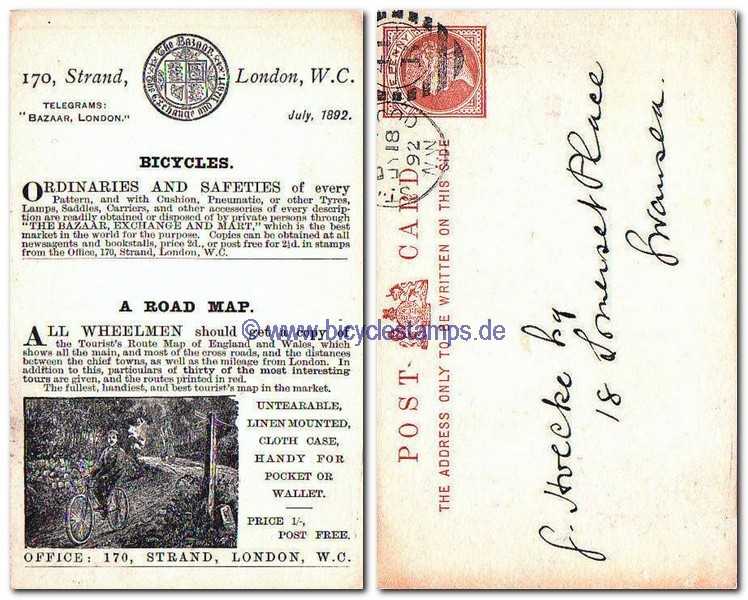 The Bazaar,
Exchange and Mart
170, Strand, London, W.C.
TELEGRAMS:
"BAZAAR, LONDON."
July, 1892.
BICYCLES.
ORDINARIES AND SAFETIES of every
Pattern, and with Cushion, Pneumatic, or other Tyres,
Lamps, Saddles, Carriers, and other accessories of every descrip-
tion are readily obtained or disposed of by private persons through
"THE BAZAAR, EXCHANGE AND MART," which is the best
market in the world for the purpose. Copies can be obtained at all
newsagents and bookstalls, price 2d., or post free for 2½d. in stamps
from the Office, 170, Strand, London, W.C.
A ROAD MAP.
ALL WHEELMEN should get a copy of
the Tourist's Route Map of England and Wales, which
shows all the main, and most of the cross roads, and the distances
between the chief towns, as well as the mileage from London. In
addition to this, particulars of thirty of the most interesting
tours are given, and the routes printed in red.
The fullest, handiest, and best tourist's map in the market.
UNTEARABLE,
LINEN MOUNTED,
CLOTH CASE,
HANDY FOR
POCKET OR
WALLET.
PRICE 1/-,
POST FREE.
OFFICE: 170, STRAND, LONDON, W.C.
© www.bicyclestamps.de
POST CARD
THE ADDRESS ONLY TO BE WRITTEN ON THIS SIDE
JY 18
92
G. Hoecke Esq
18 Somerset Place
Swansea.